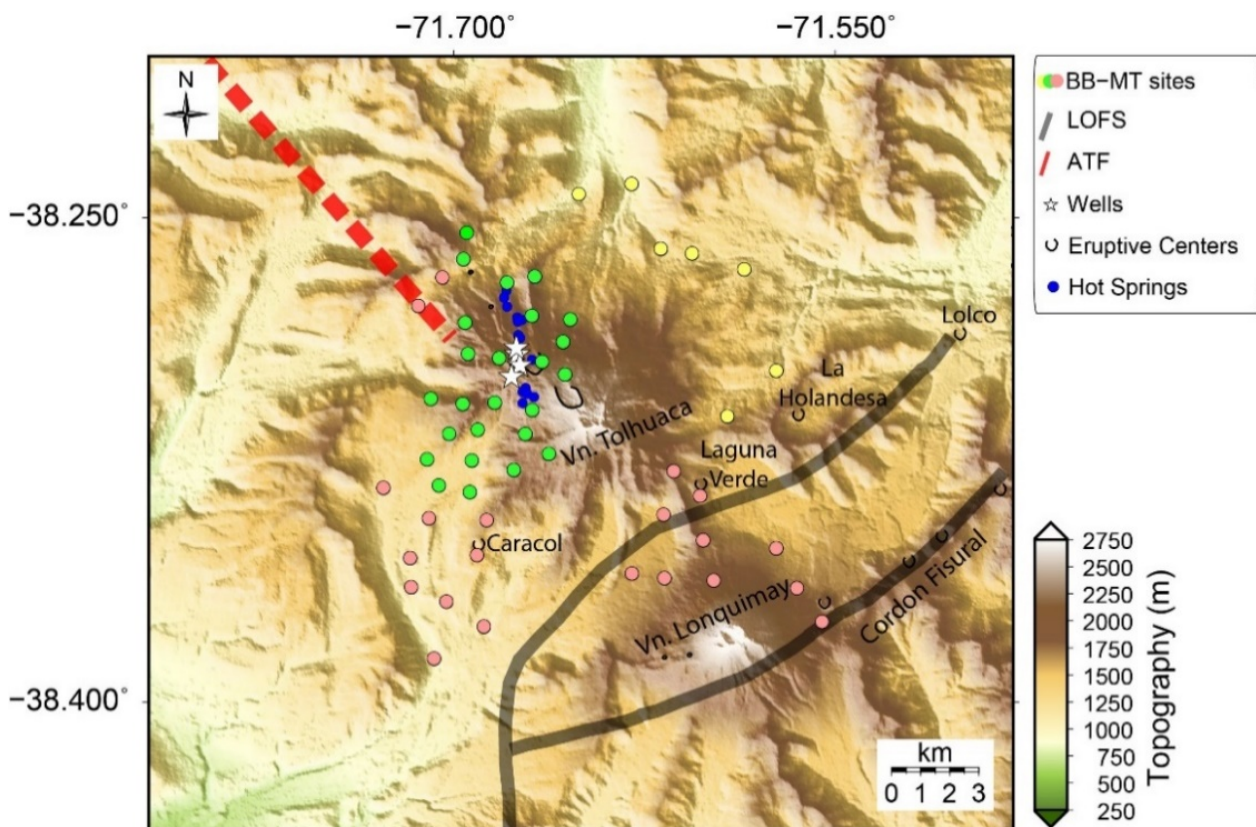 −71.700°
−71.550°
N
−38.250°
−38.400°
Lolco
La
Holandesa
Vn. Tolhuaca
Laguna
Verde
Caracol
Vn. Lonquimay
Cordon Fisural
km
0 1 2 3
BB−MT sites
LOFS
ATF
Wells
Eruptive Centers
Hot Springs
2750
2500
2250
2000
1750
1500
1250
1000
750
500
250
Topography (m)